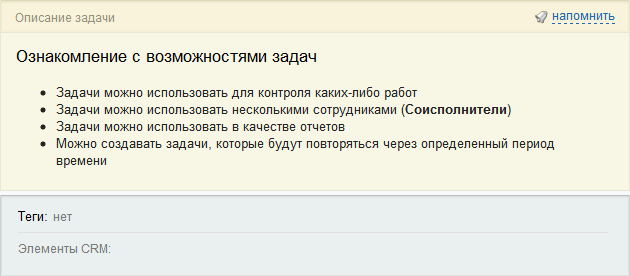 Описание задачи напомнить
Ознакомление с возможностями задач
• Задачи можно использовать для контроля каких-либо работ
• Задачи можно использовать несколькими сотрудниками (Соисполнители)
• Задачи можно использовать в качестве отчетов
• Можно создавать задачи, которые будут повторяться через определенный период
времени
Теги: нет
Элементы CRM: